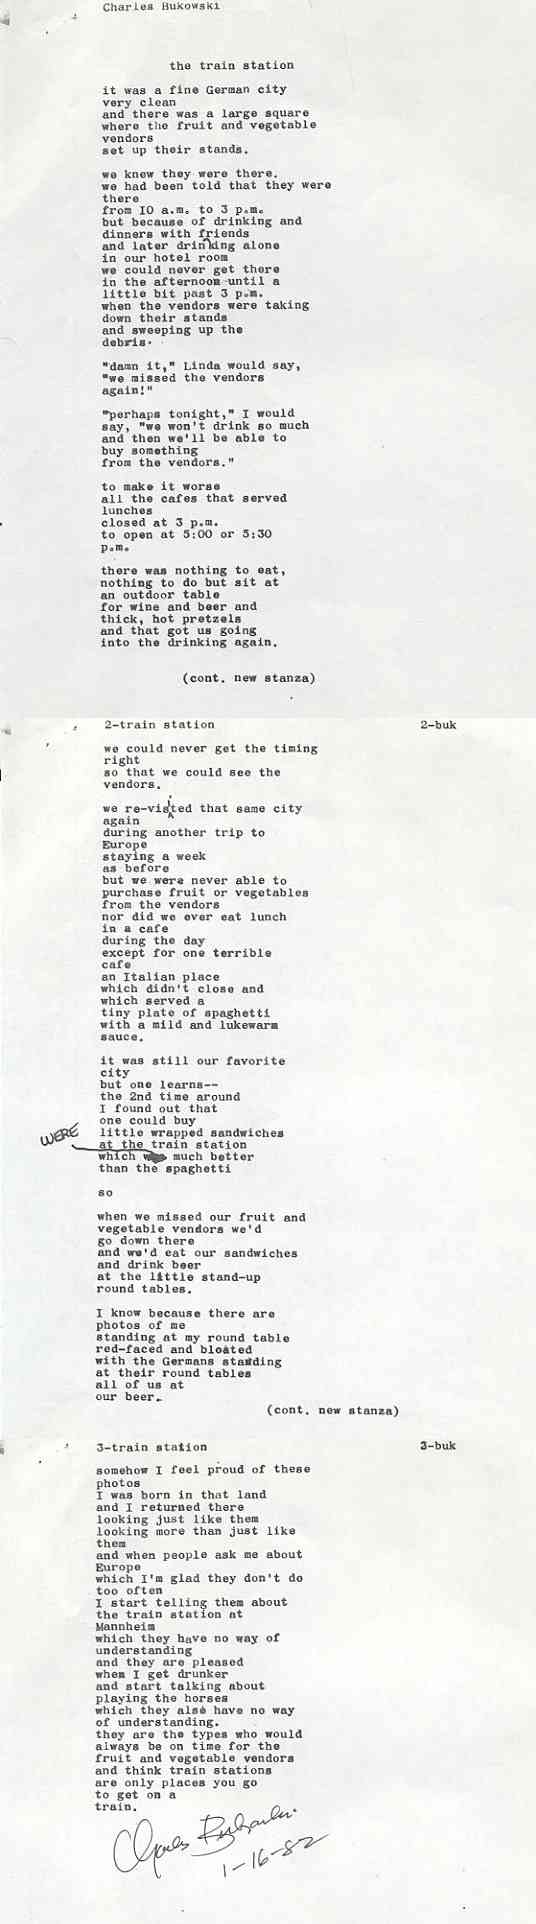 Charles Bukowski
the train station
it was a fine German city
very clean
and there was a large square
where the fruit and vegetable
vendors
set up their stands.
we knew they were there.
we had been told that they were
there
from IO a.m. to 3 p.m.
but because of drinking and
dinners with friends
and later drinking alone
in our hotel room
we could never get there
in the afternoon until a
little bit past 3 p.m.
when the vendors were taking
down their stands
and sweeping up the
debris.
"damn it," Linda would say,
"we missed the vendors
again!"
"perhaps tonight," I would
say, "we won't drink so much
and then we'll be able to
buy something
from the vendors."
to make it worse
all the cafes that served
lunches
closed at 3 p.m.
to open at 5:00 or 5:30
p.m.
there was nothing to eat,
nothing to do but sit at
an outdoor table
for wine and beer and
thick, hot pretzels
and that got us going
into the drinking again.
(cont. new stanza)
2-train station 2-buk
we could never get the timing
right
so that we could see the
vendors.
we re-visited that same city
again
during another trip to
Europe
staying a week
as before
but we were never able to
purchase fruit or vegetables
from the vendors
nor did we ever eat lunch
in a cafe
during the day
except for one terrible
cafe
an Italian place
which didn't close and
which served a
tiny plate of spaghetti
with a mild and lukewarm
sauce.
it was still our favorite
city
but one learns--
the 2nd time around
I found out that
one could buy
little wrapped sandwiches
at the train station
WERE
which much better
than the spaghetti
so
when we missed our fruit and
vegetable vendors we'd
go down there
and we'd eat our sandwiches
and drink beer
at the little stand-up
round tables.
I know because there are
photos of me
standing at my round table
red-faced and bloated
with the Germans standing
at their round tables
all of us at
our beer.
(cont. new stanza)
3-train station 3-buk
somehow I feel proud of these
photos
I was born in that land
and I returned there
looking just like them
looking more than just like
them
and when people ask me about
Europe
which I'm glad they don't do
too often
I start telling them about
the train station at
Mannheim
which they have no way of
understanding
and they are pleased
when I get drunker
and start talking about
playing the horses
which they also have no way
of understanding.
they are the types who would
always be on time for the
fruit and vegetable vendors
and think train stations
are only places you go
to get on a
train.
Charles Bukowski
1-16-82